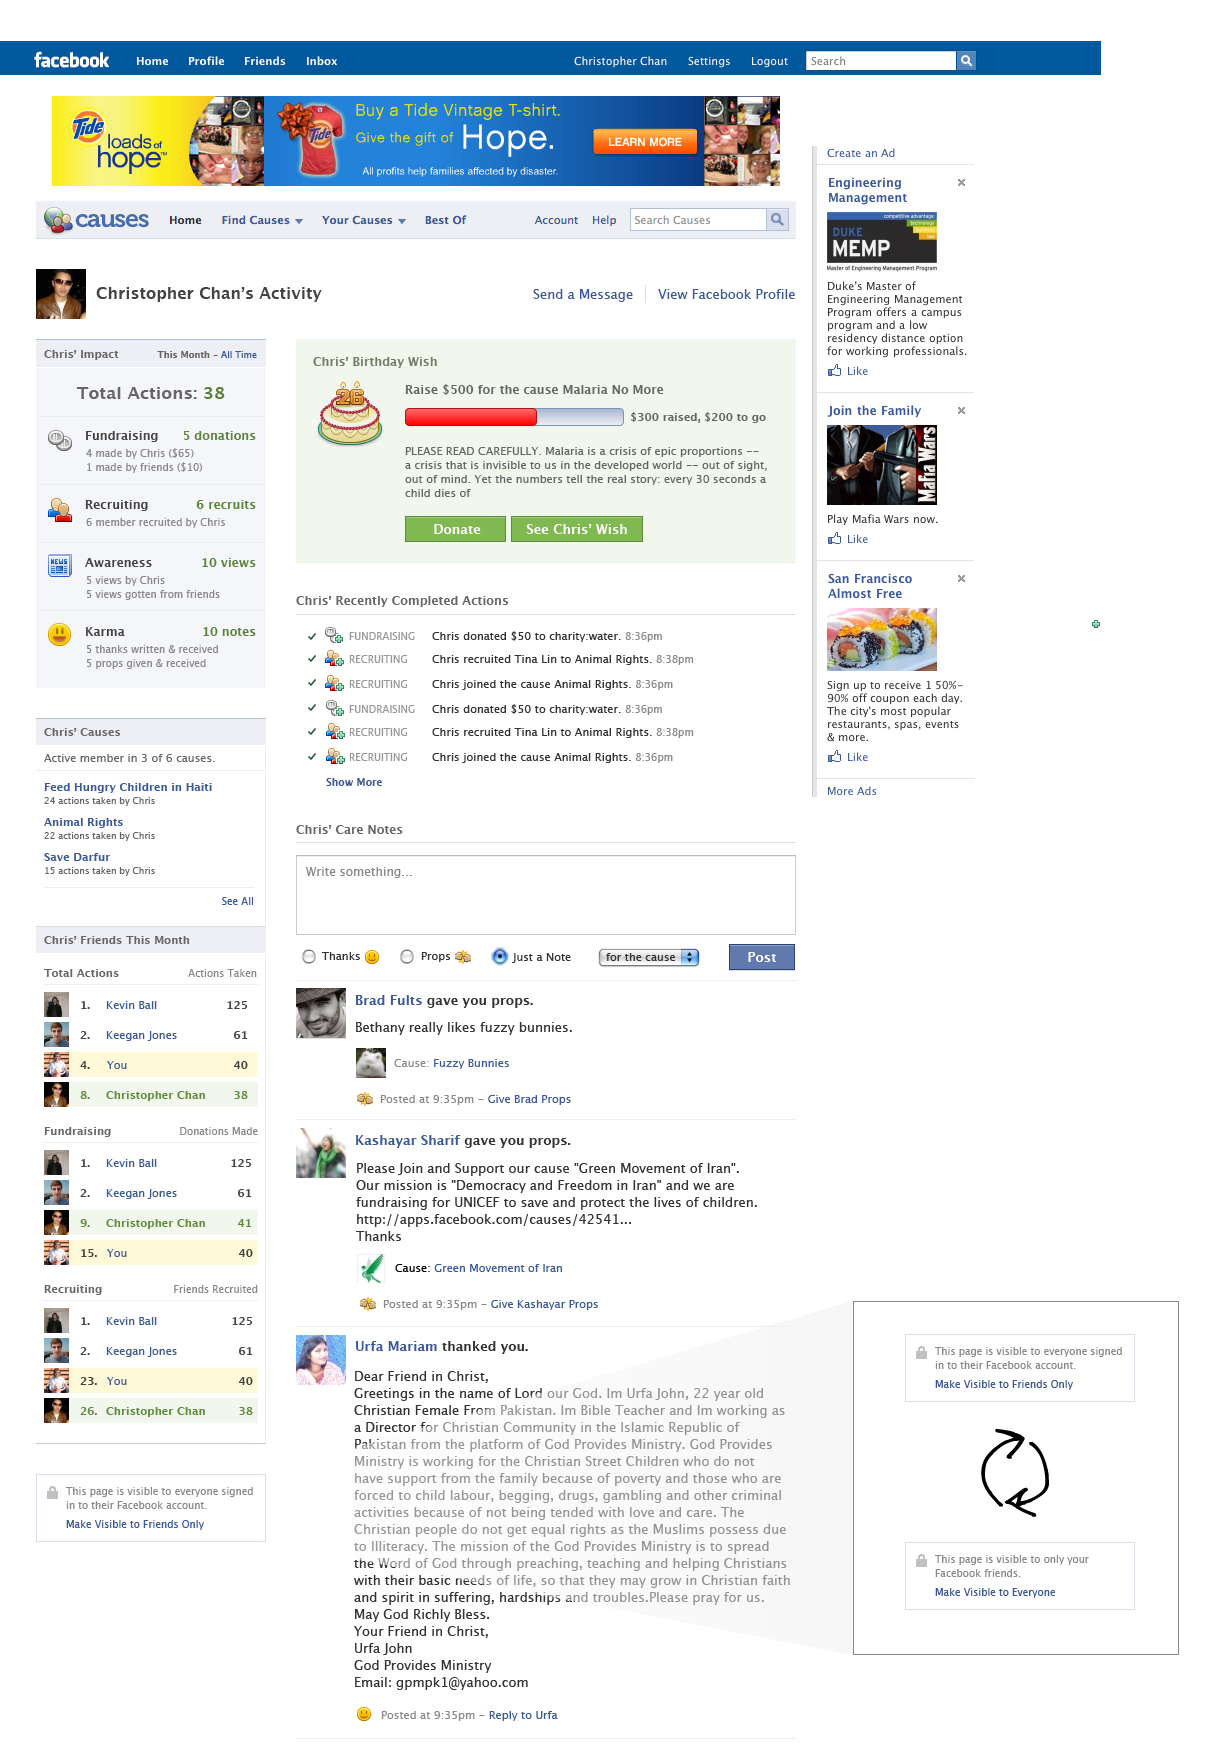 facebook Home Profile Friends Inbox Christopher Chan Settings Logout Search
Tide loads of hope™
Buy a Tide Vintage T-shirt.
Give the gift of Hope.
LEARN MORE
All profits help families affected by disaster.
causes Home Find Causes Your Causes Best Of Account Help Search Causes
Christopher Chan's Activity
Send a Message View Facebook Profile
Chris' Impact This Month - All Time
Total Actions: 38
Fundraising 5 donations
4 made by Chris ($65)
1 made by friends ($10)
Recruiting 6 recruits
6 member recruited by Chris
NEWS
Awareness 10 views
5 views by Chris
5 views gotten from friends
Karma 10 notes
5 thanks written & received
5 props given & received
Chris' Causes
Active member in 3 of 6 causes.
Feed Hungry Children in Haiti
24 actions taken by Chris
Animal Rights
22 actions taken by Chris
Save Darfur
15 actions taken by Chris
See All
Chris' Friends This Month
Total Actions Actions Taken
1. Kevin Ball 125
2. Keegan Jones 61
4. You 40
8. Christopher Chan 38
Fundraising Donations Made
1. Kevin Ball 125
2. Keegan Jones 61
9. Christopher Chan 41
15. You 40
Recruiting Friends Recruited
1. Kevin Ball 125
2. Keegan Jones 61
23. You 40
26. Christopher Chan 38
This page is visible to everyone signed
in to their Facebook account.
Make Visible to Friends Only
Chris' Birthday Wish
26
Raise $500 for the cause Malaria No More
$300 raised, $200 to go
PLEASE READ CAREFULLY. Malaria is a crisis of epic proportions --
a crisis that is invisible to us in the developed world -- out of sight,
out of mind. Yet the numbers tell the real story: every 30 seconds a
child dies of
Donate See Chris' Wish
Chris' Recently Completed Actions
FUNDRAISING Chris donated $50 to charity:water. 8:36pm
RECRUITING Chris recruited Tina Lin to Animal Rights. 8:38pm
RECRUITING Chris joined the cause Animal Rights. 8:36pm
FUNDRAISING Chris donated $50 to charity:water. 8:36pm
RECRUITING Chris recruited Tina Lin to Animal Rights. 8:38pm
RECRUITING Chris joined the cause Animal Rights. 8:36pm
Show More
Chris' Care Notes
Write something...
Thanks Props Just a Note for the cause Post
Brad Fults gave you props.
Bethany really likes fuzzy bunnies.
Cause: Fuzzy Bunnies
Posted at 9:35pm - Give Brad Props
Kashayar Sharif gave you props.
Please Join and Support our cause "Green Movement of Iran".
Our mission is "Democracy and Freedom in Iran" and we are
fundraising for UNICEF to save and protect the lives of children.
http://apps.facebook.com/causes/42541...
Thanks
Cause: Green Movement of Iran
Posted at 9:35pm - Give Kashayar Props
Urfa Mariam thanked you.
Dear Friend in Christ,
Greetings in the name of Lord our God. Im Urfa John, 22 year old
Christian Female From Pakistan. Im Bible Teacher and Im working as
a Director for Christian Community in the Islamic Republic of
Pakistan from the platform of God Provides Ministry. God Provides
Ministry is working for the Christian Street Children who do not
have support from the family because of poverty and those who are
forced to child labour, begging, drugs, gambling and other criminal
activities because of not being tended with love and care. The
Christian people do not get equal rights as the Muslims possess due
to Illiteracy. The mission of the God Provides Ministry is to spread
the Word of God through preaching, teaching and helping Christians
with their basic needs of life, so that they may grow in Christian faith
and spirit in suffering, hardships and troubles.Please pray for us.
May God Richly Bless.
Your Friend in Christ,
Urfa John
God Provides Ministry
Email: gpmpk1@yahoo.com
Posted at 9:35pm - Reply to Urfa
Create an Ad
Engineering
Management
competitive advantage:
technology
business
law
DUKE
MEMP
Master of Engineering Management Program
Duke's Master of
Engineering Management
Program offers a campus
program and a low
residency distance option
for working professionals.
Like
Join the Family
Mafia Wars
Play Mafia Wars now.
Like
San Francisco
Almost Free
Sign up to receive 1 50%-
90% off coupon each day.
The city's most popular
restaurants, spas, events
& more.
Like
More Ads
This page is visible to everyone signed
in to their Facebook account.
Make Visible to Friends Only
This page is visible to only your
Facebook friends.
Make Visible to Everyone